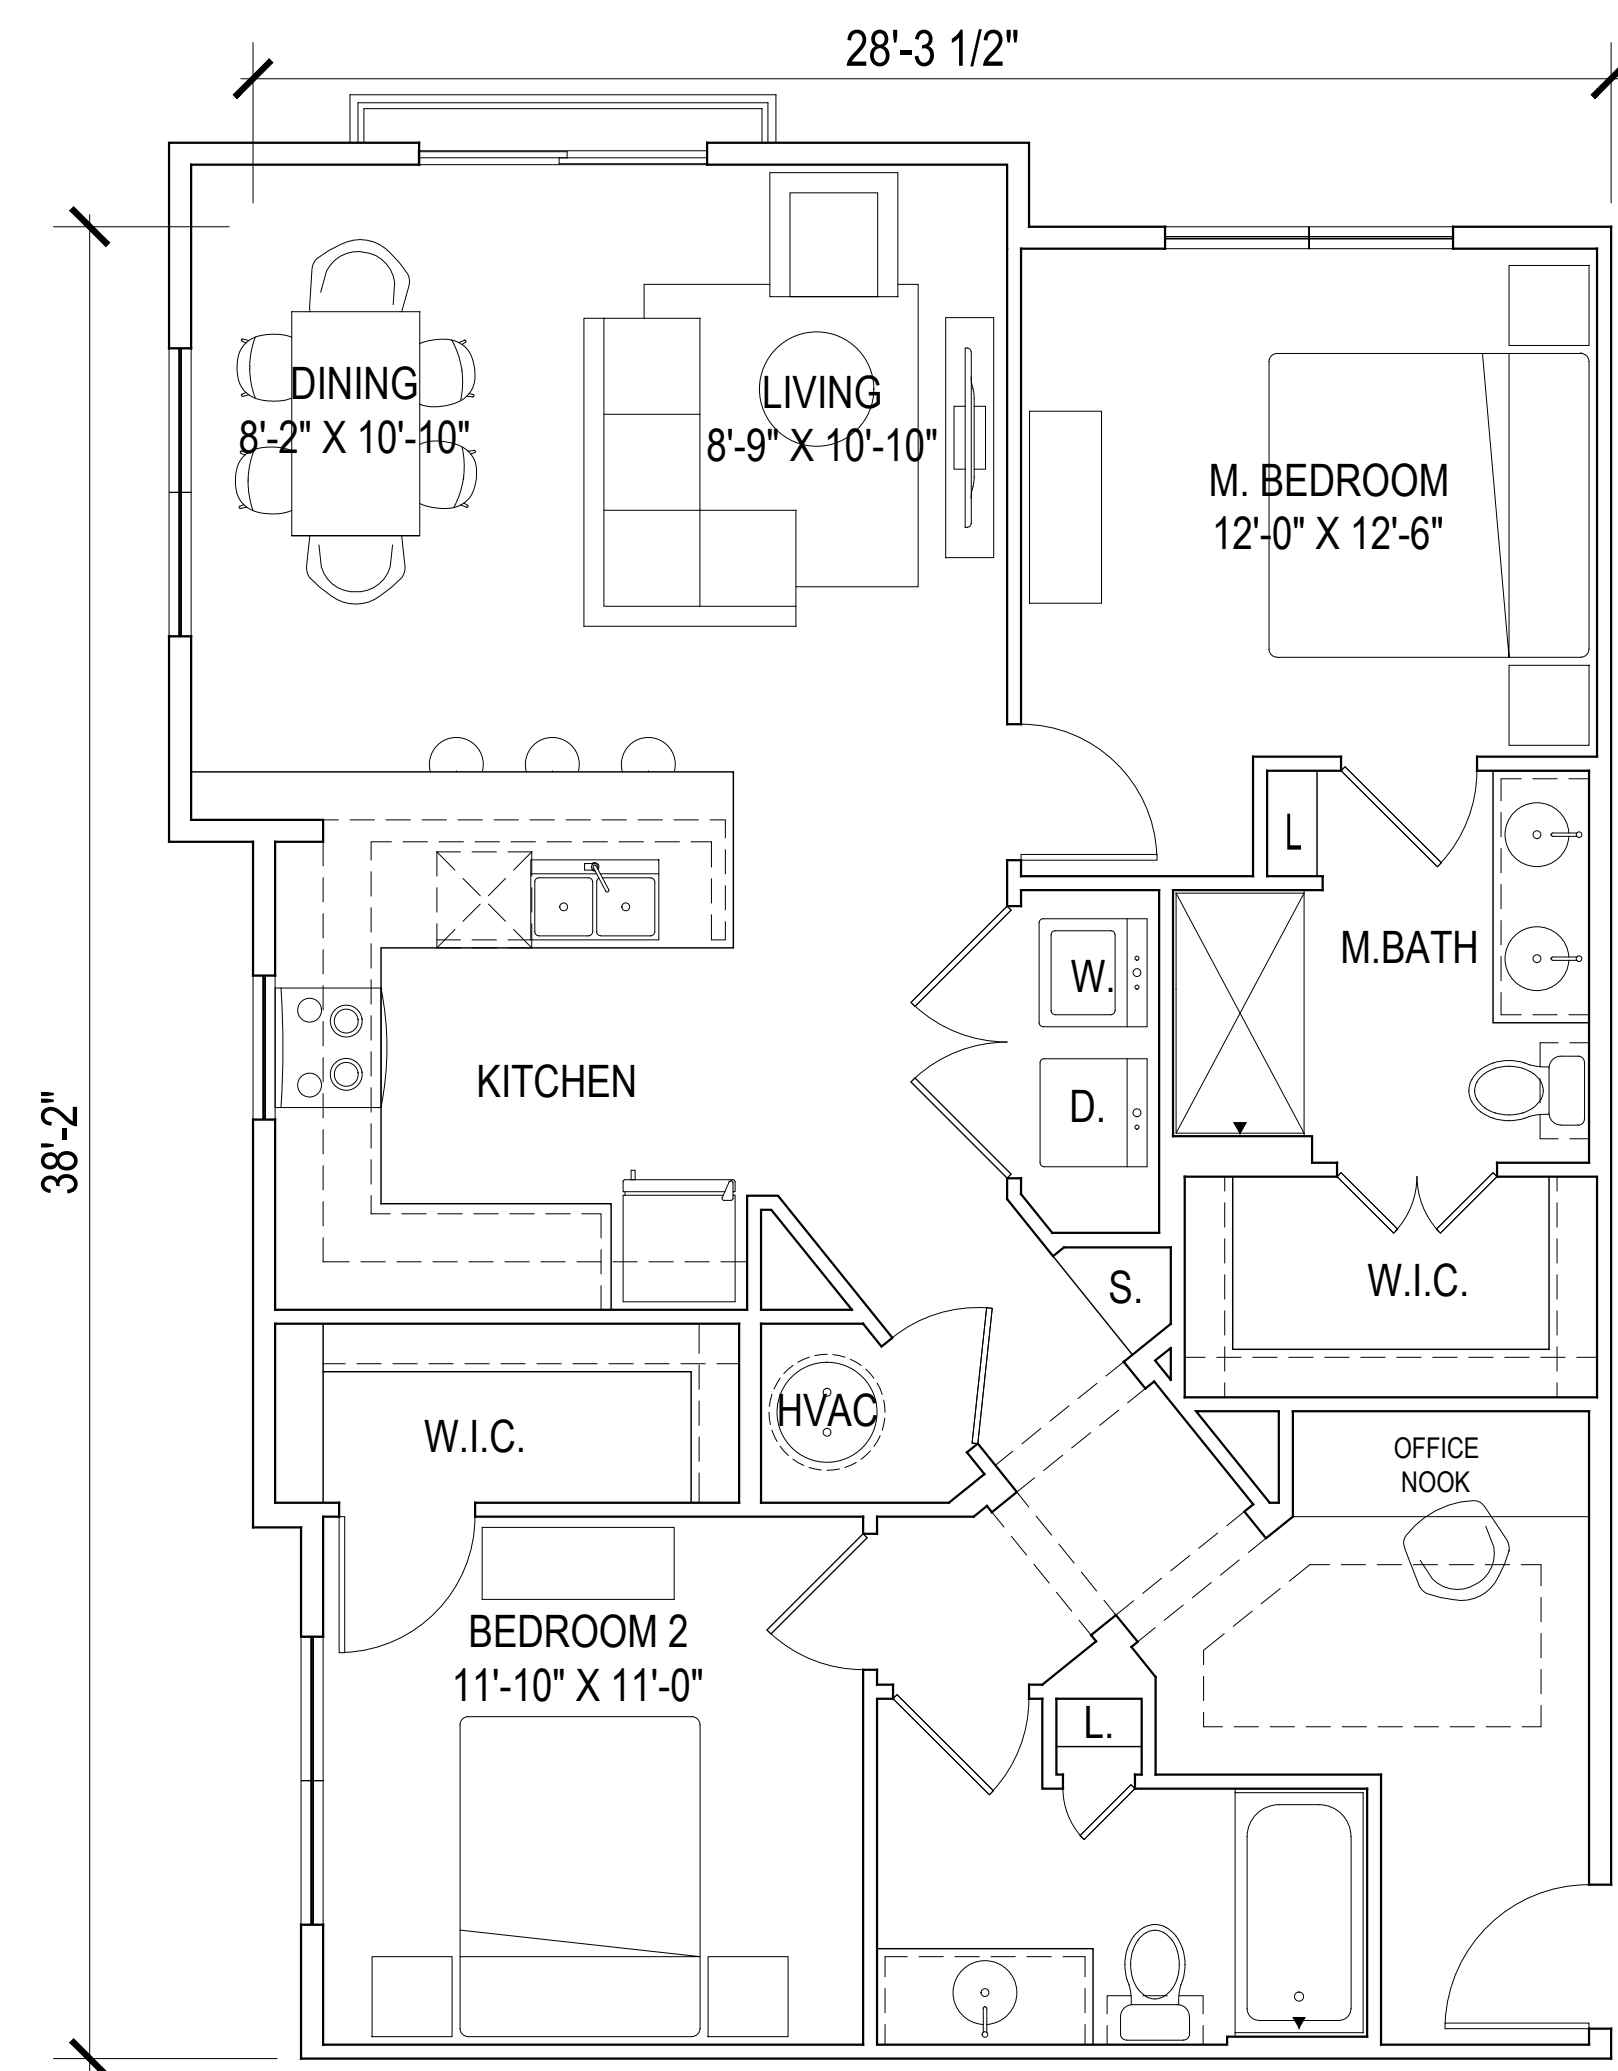 28'-3 1/2"
DINING
8'-2" X 10'-10"
LIVING
8'-9" X 10'-10"
M. BEDROOM
12'-0" X 12'-6"
L
M.BATH
W.
D.
KITCHEN
38'-2"
S.
W.I.C.
HVAC
W.I.C.
OFFICE
NOOK
BEDROOM 2
11'-10" X 11'-0"
L.